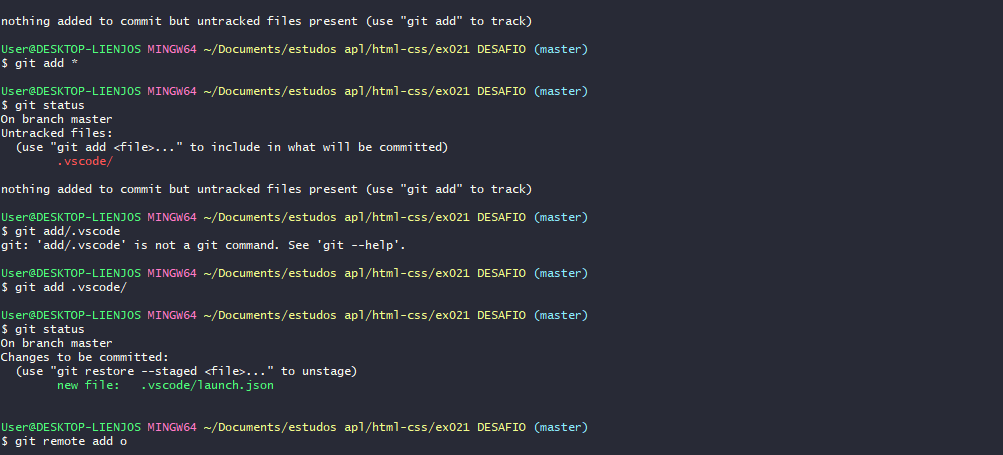 nothing added to commit but untracked files present (use "git add" to track)
User@DESKTOP-LIENJOS MINGW64 ~/Documents/estudos apl/html-css/ex021 DESAFIO (master)
$ git add *
User@DESKTOP-LIENJOS MINGW64 ~/Documents/estudos apl/html-css/ex021 DESAFIO (master)
$ git status
On branch master
Untracked files:
  (use "git add <file>..." to include in what will be committed)
        .vscode/
nothing added to commit but untracked files present (use "git add" to track)
User@DESKTOP-LIENJOS MINGW64 ~/Documents/estudos apl/html-css/ex021 DESAFIO (master)
$ git add/.vscode
git: 'add/.vscode' is not a git command. See 'git --help'.
User@DESKTOP-LIENJOS MINGW64 ~/Documents/estudos apl/html-css/ex021 DESAFIO (master)
$ git add .vscode/
User@DESKTOP-LIENJOS MINGW64 ~/Documents/estudos apl/html-css/ex021 DESAFIO (master)
$ git status
On branch master
Changes to be committed:
  (use "git restore --staged <file>..." to unstage)
        new file:   .vscode/launch.json
User@DESKTOP-LIENJOS MINGW64 ~/Documents/estudos apl/html-css/ex021 DESAFIO (master)
$ git remote add o